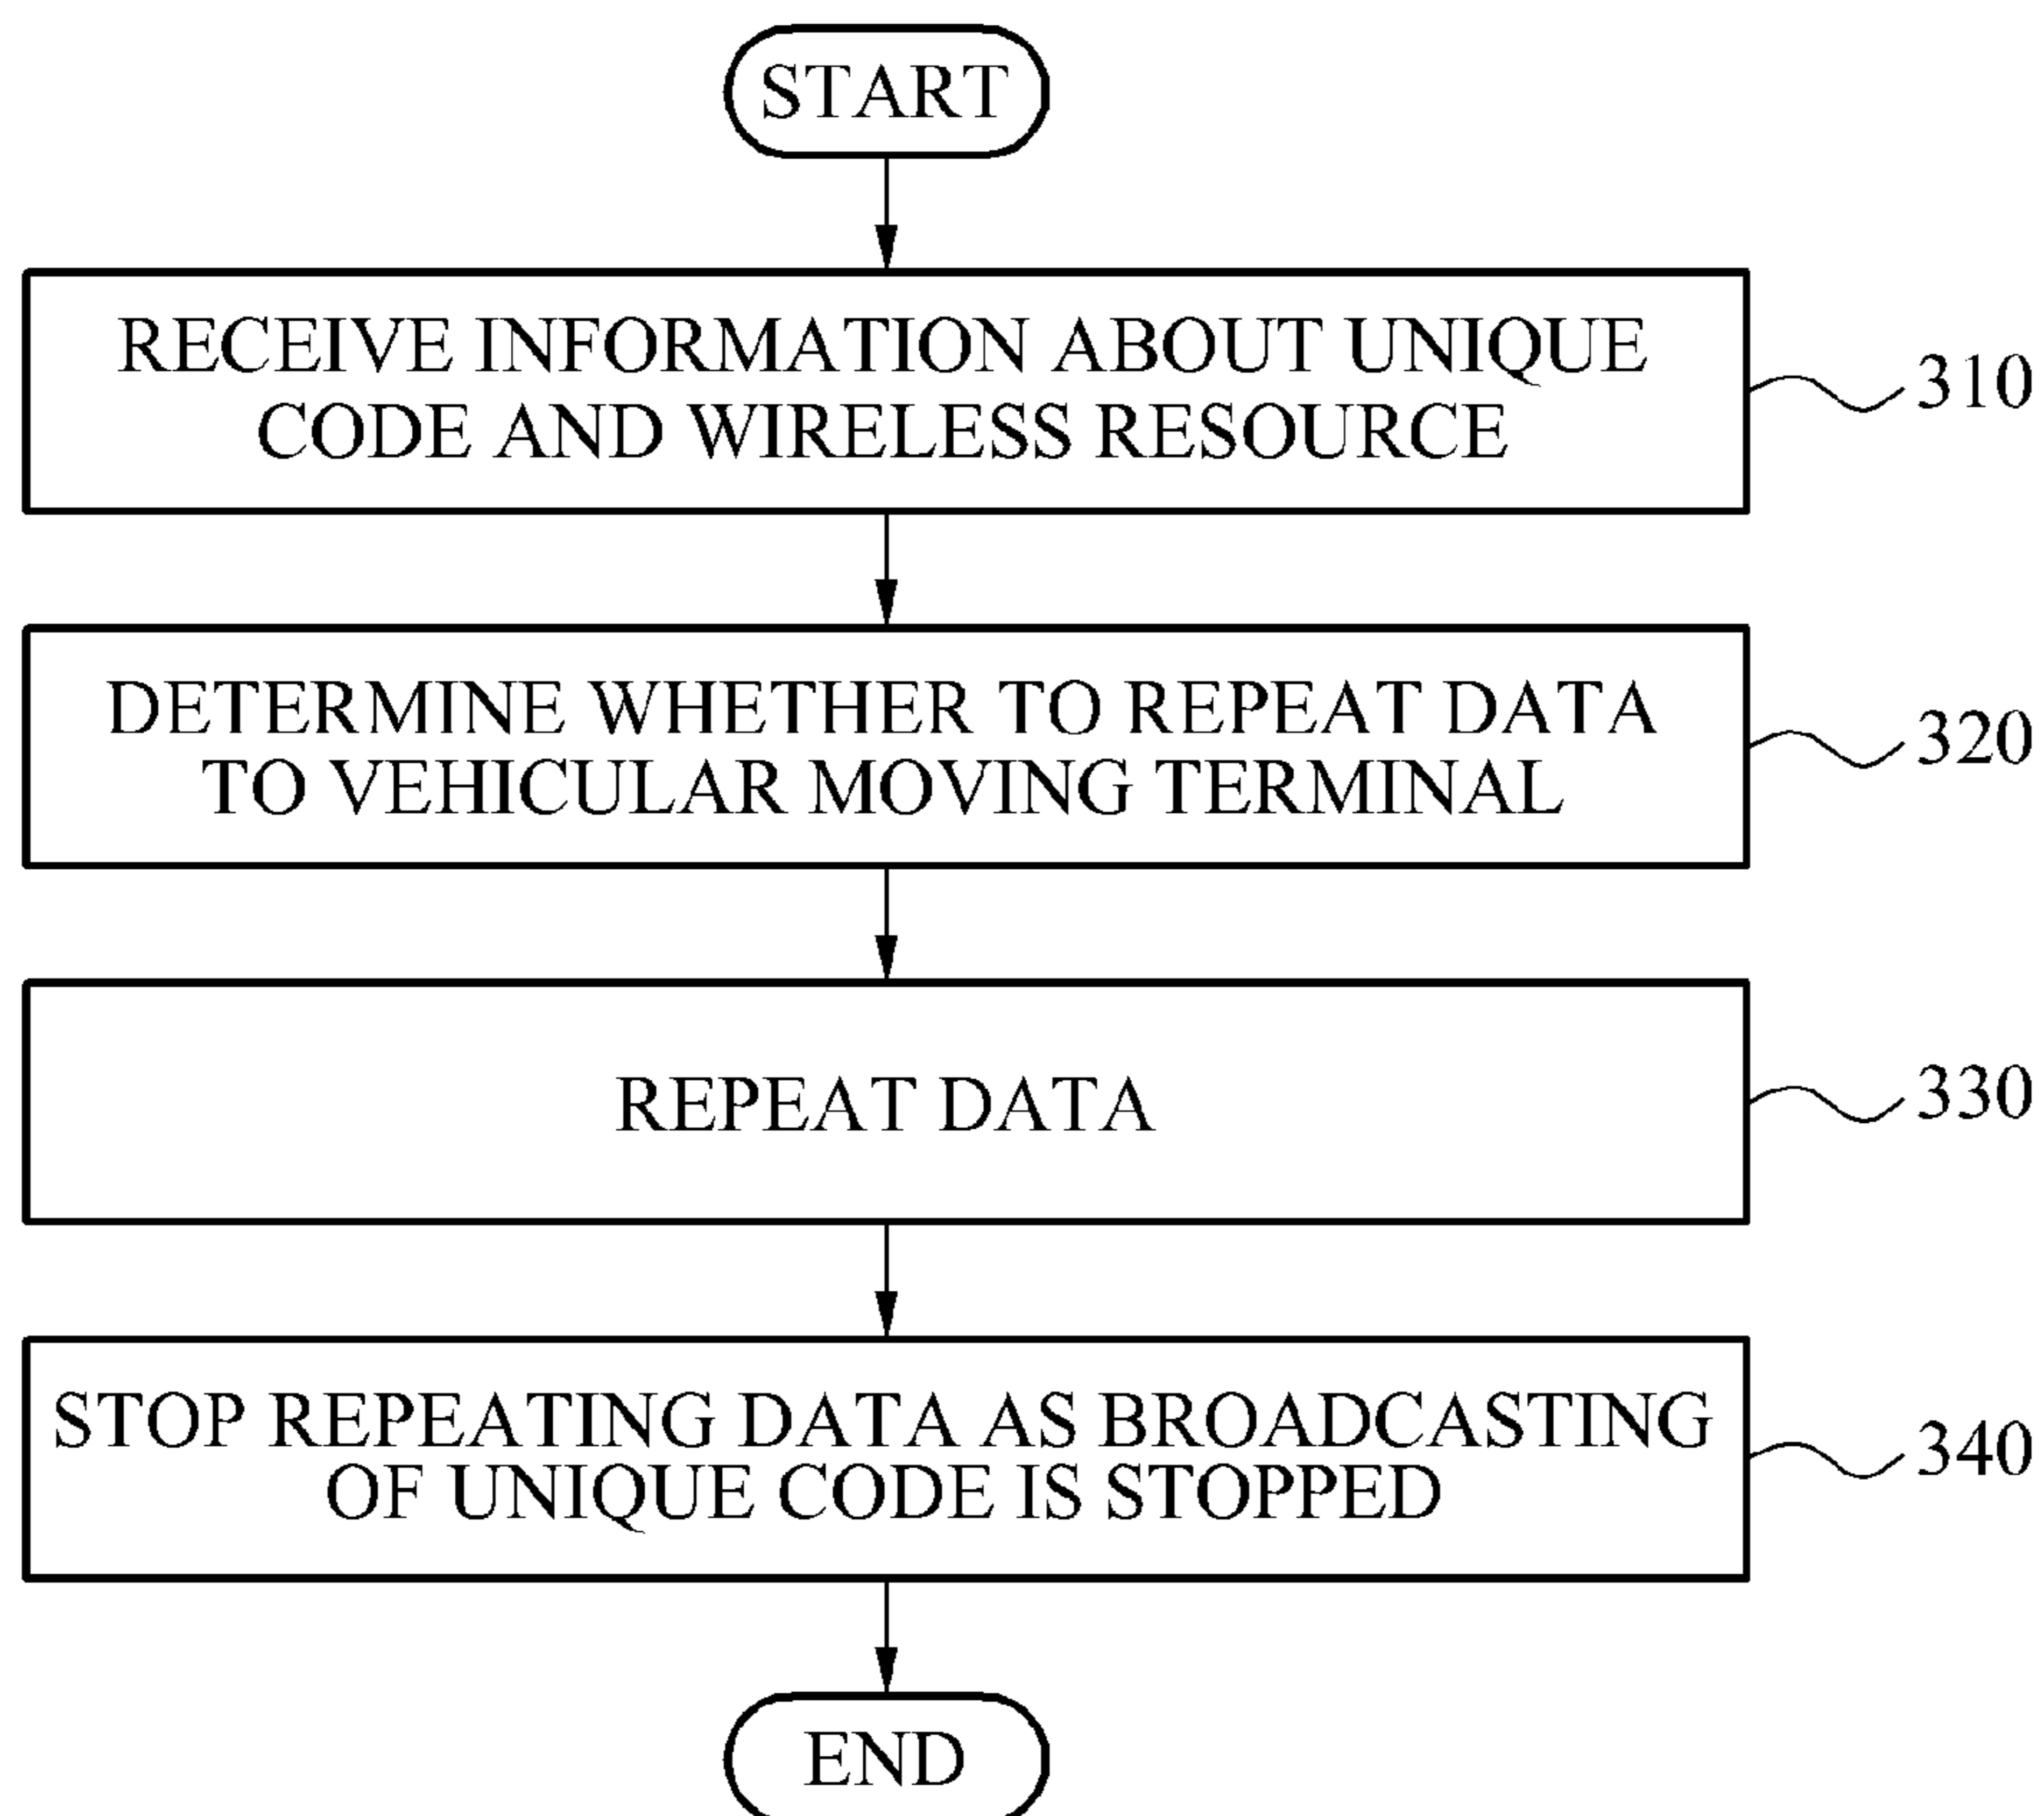 START
RECEIVE INFORMATION ABOUT UNIQUE
CODE AND WIRELESS RESOURCE
310
DETERMINE WHETHER TO REPEAT DATA
TO VEHICULAR MOVING TERMINAL
320
REPEAT DATA
330
STOP REPEATING DATA AS BROADCASTING
OF UNIQUE CODE IS STOPPED
340
END